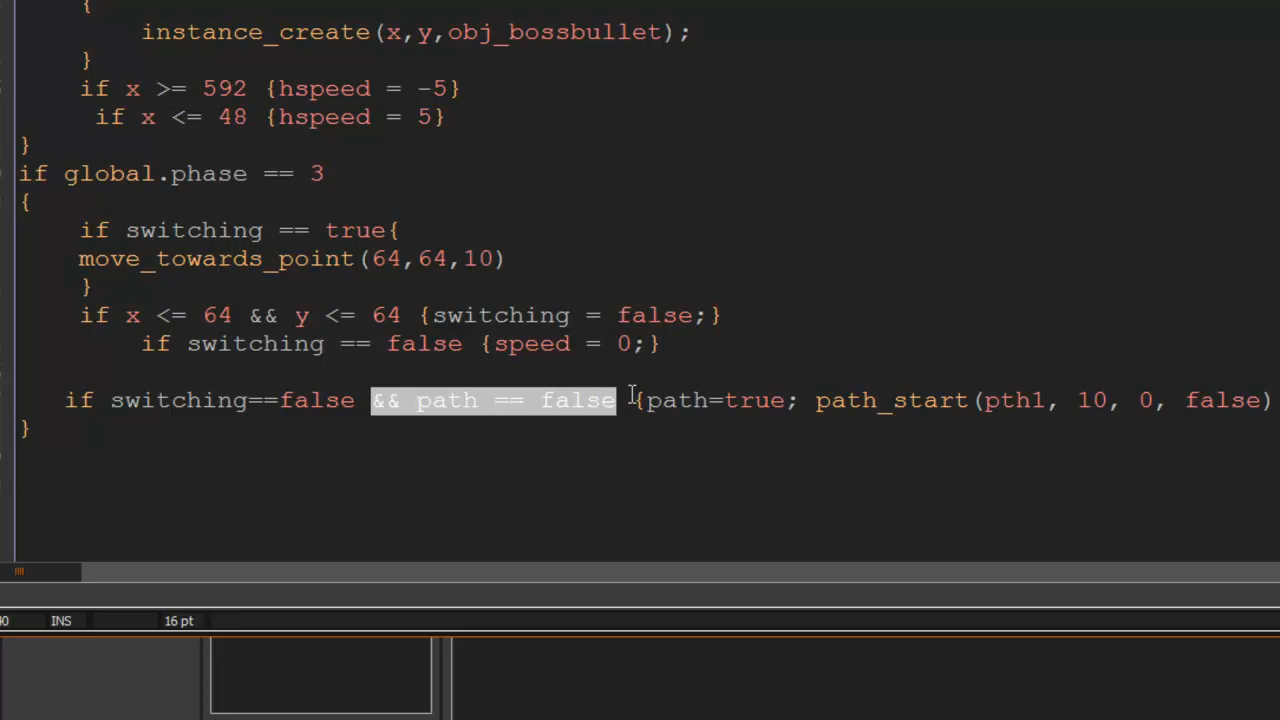 {
instance_create(x,y,obj_bossbullet);
}
if x >= 592 {hspeed = -5}
if x <= 48 {hspeed = 5}
}
if global.phase == 3
{
if switching == true{
move_towards_point(64,64,10)
}
if x <= 64 && y <= 64 {switching = false;}
if switching == false {speed = 0;}
if switching==false && path == false {path=true; path_start(pth1, 10, 0, false)
}
INS 16 pt